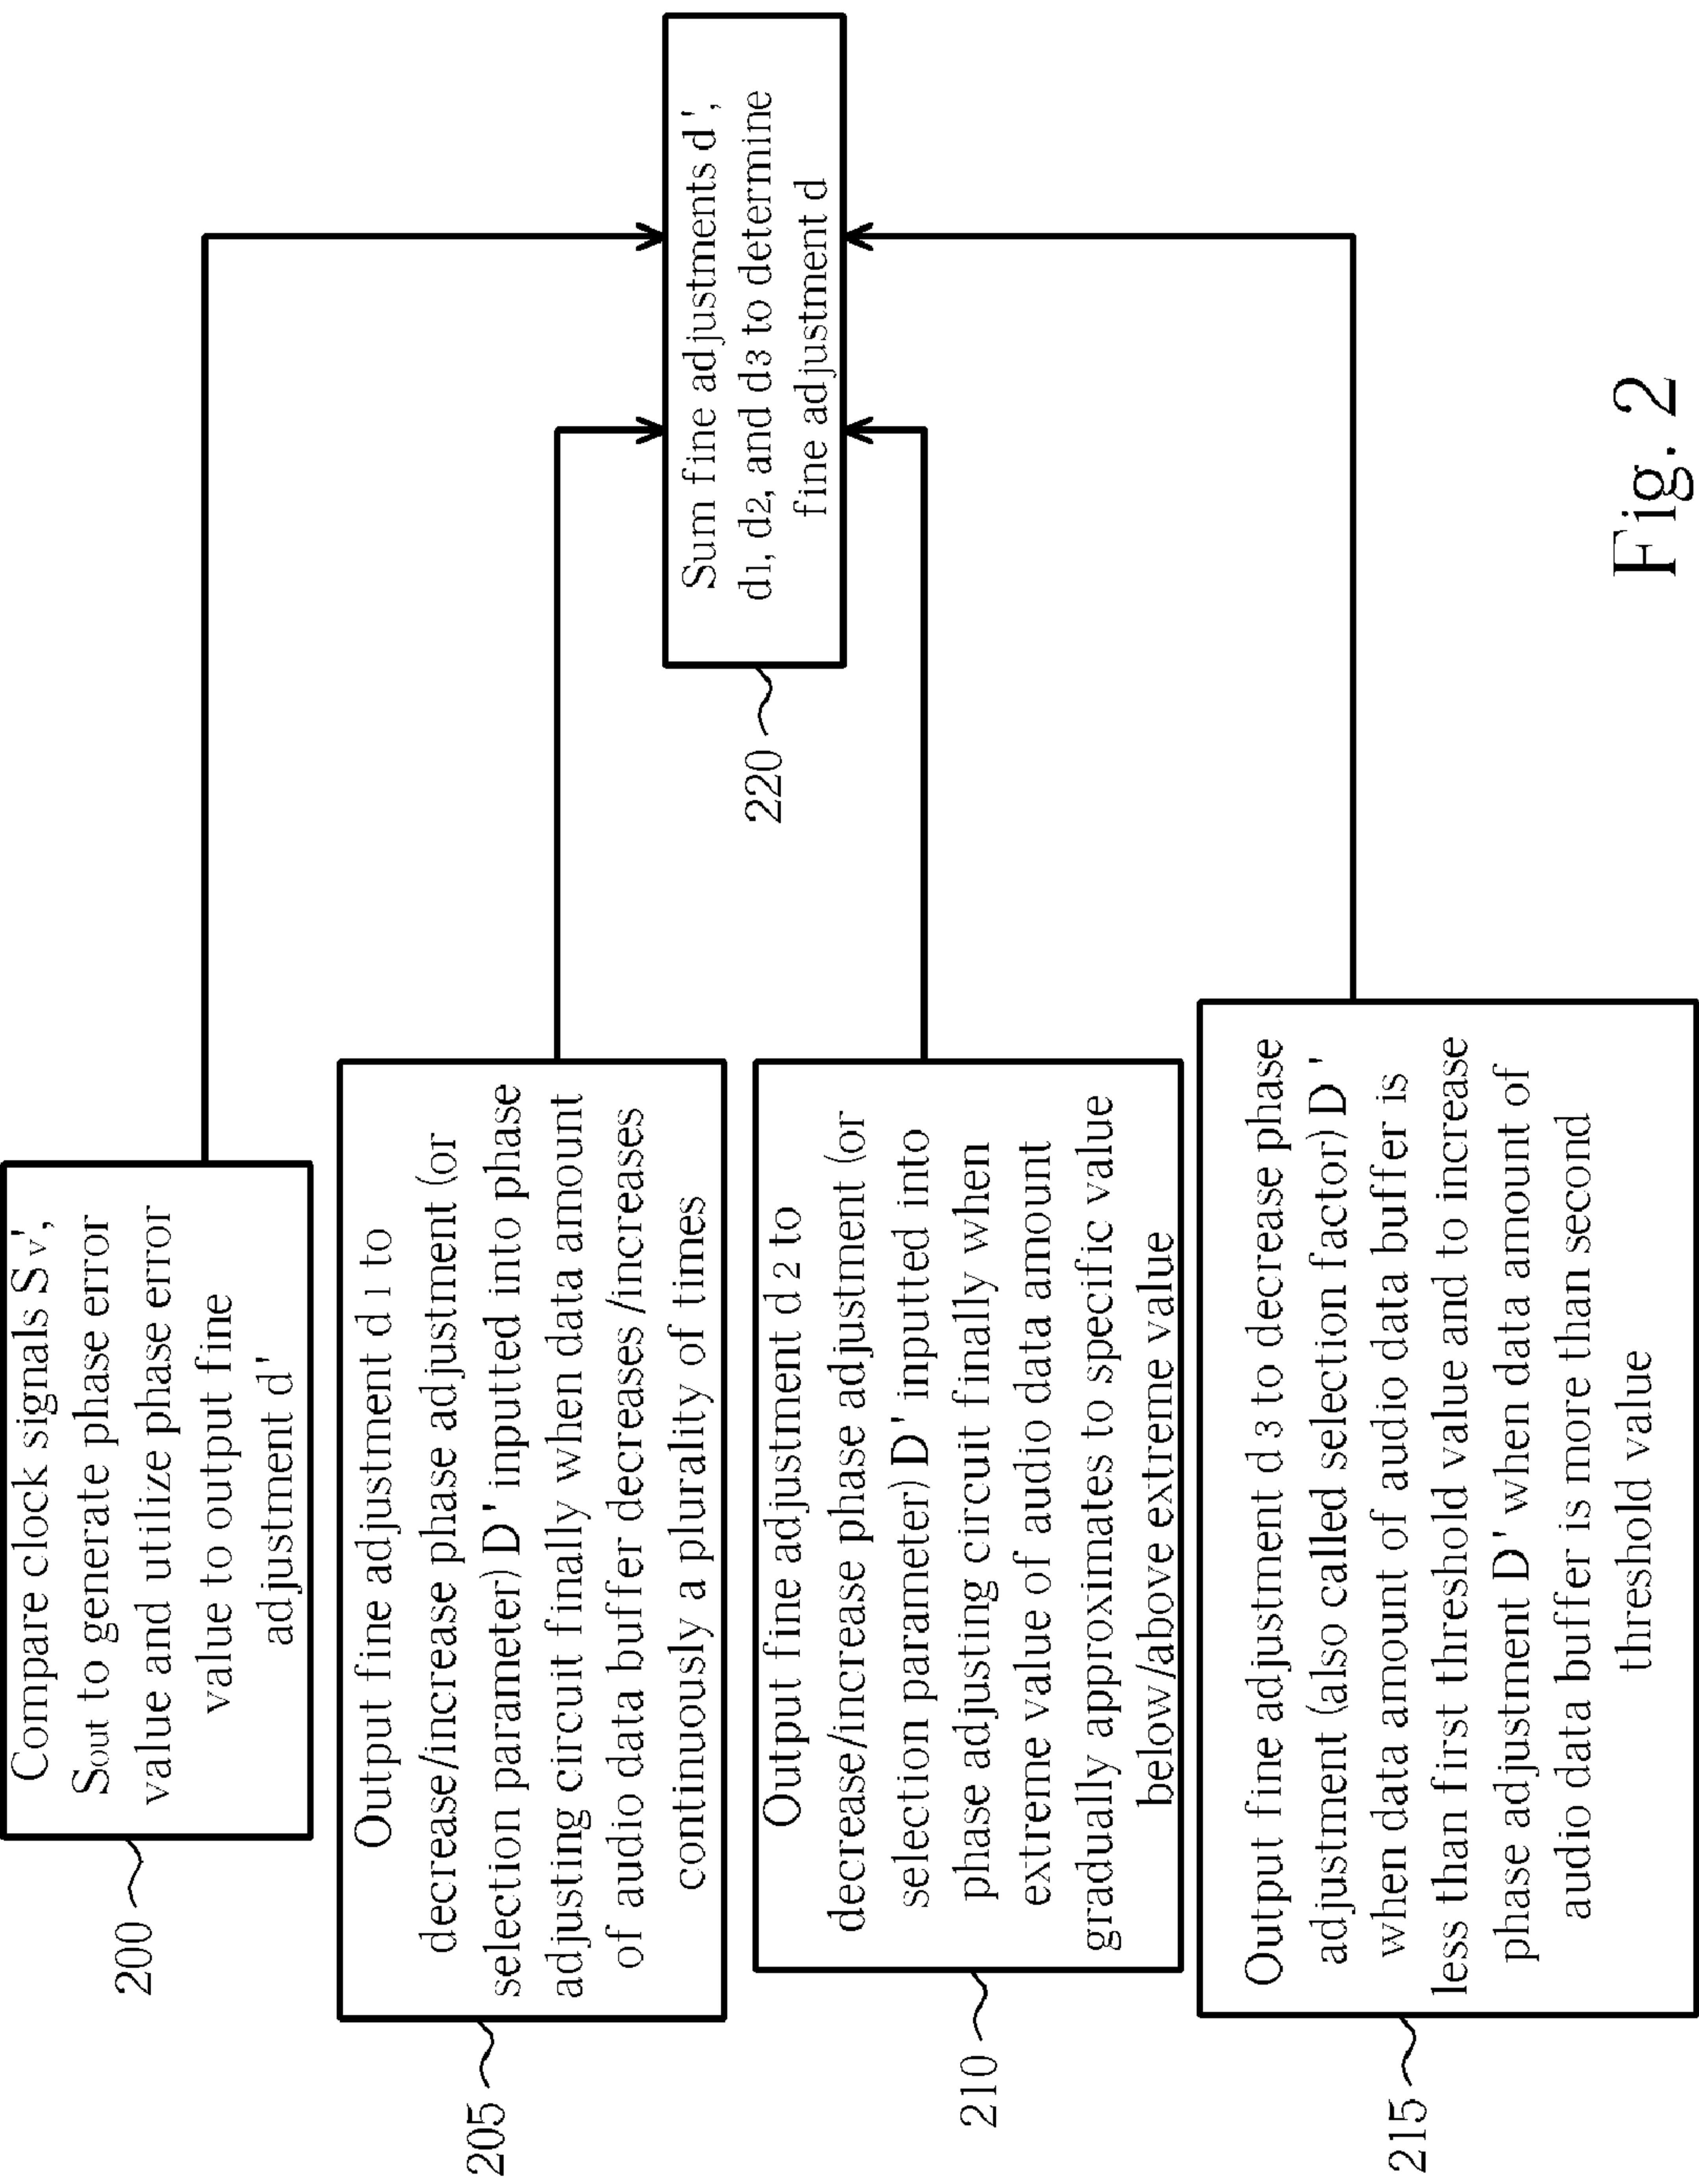 Compare clock signals Sv',
Sout to generate phase error
value and utilize phase error
value to output fine
adjustment d'
200
Output fine adjustment d1 to
decrease/increase phase adjustment (or
selection parameter) D' inputted into phase
adjusting circuit finally when data amount
of audio data buffer decreases/increases
continuously a plurality of times
205
Output fine adjustment d2 to
decrease/increase phase adjustment (or
selection parameter) D' inputted into
phase adjusting circuit finally when
extreme value of audio data amount
gradually approximates to specific value
below/above extreme value
210
Output fine adjustment d3 to decrease phase
adjustment (also called selection factor) D'
when data amount of audio data buffer is
less than first threshold value and to increase
phase adjustment D' when data amount of
audio data buffer is more than second
threshold value
215
Sum fine adjustments d',
d1, d2, and d3 to determine
fine adjustment d
220
Fig. 2